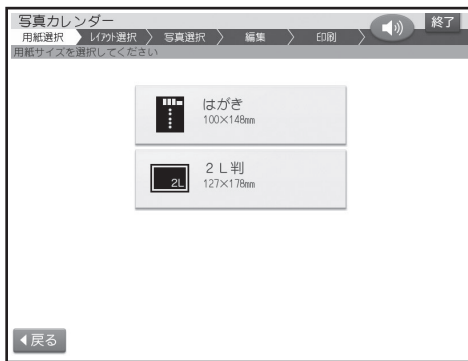 写真カレンダー
終了
用紙選択 ﾚｲｱｳﾄ選択 写真選択 編集 印刷
用紙サイズを選択してください
はがき
100×148mm
2L
2L判
127×178mm
戻る